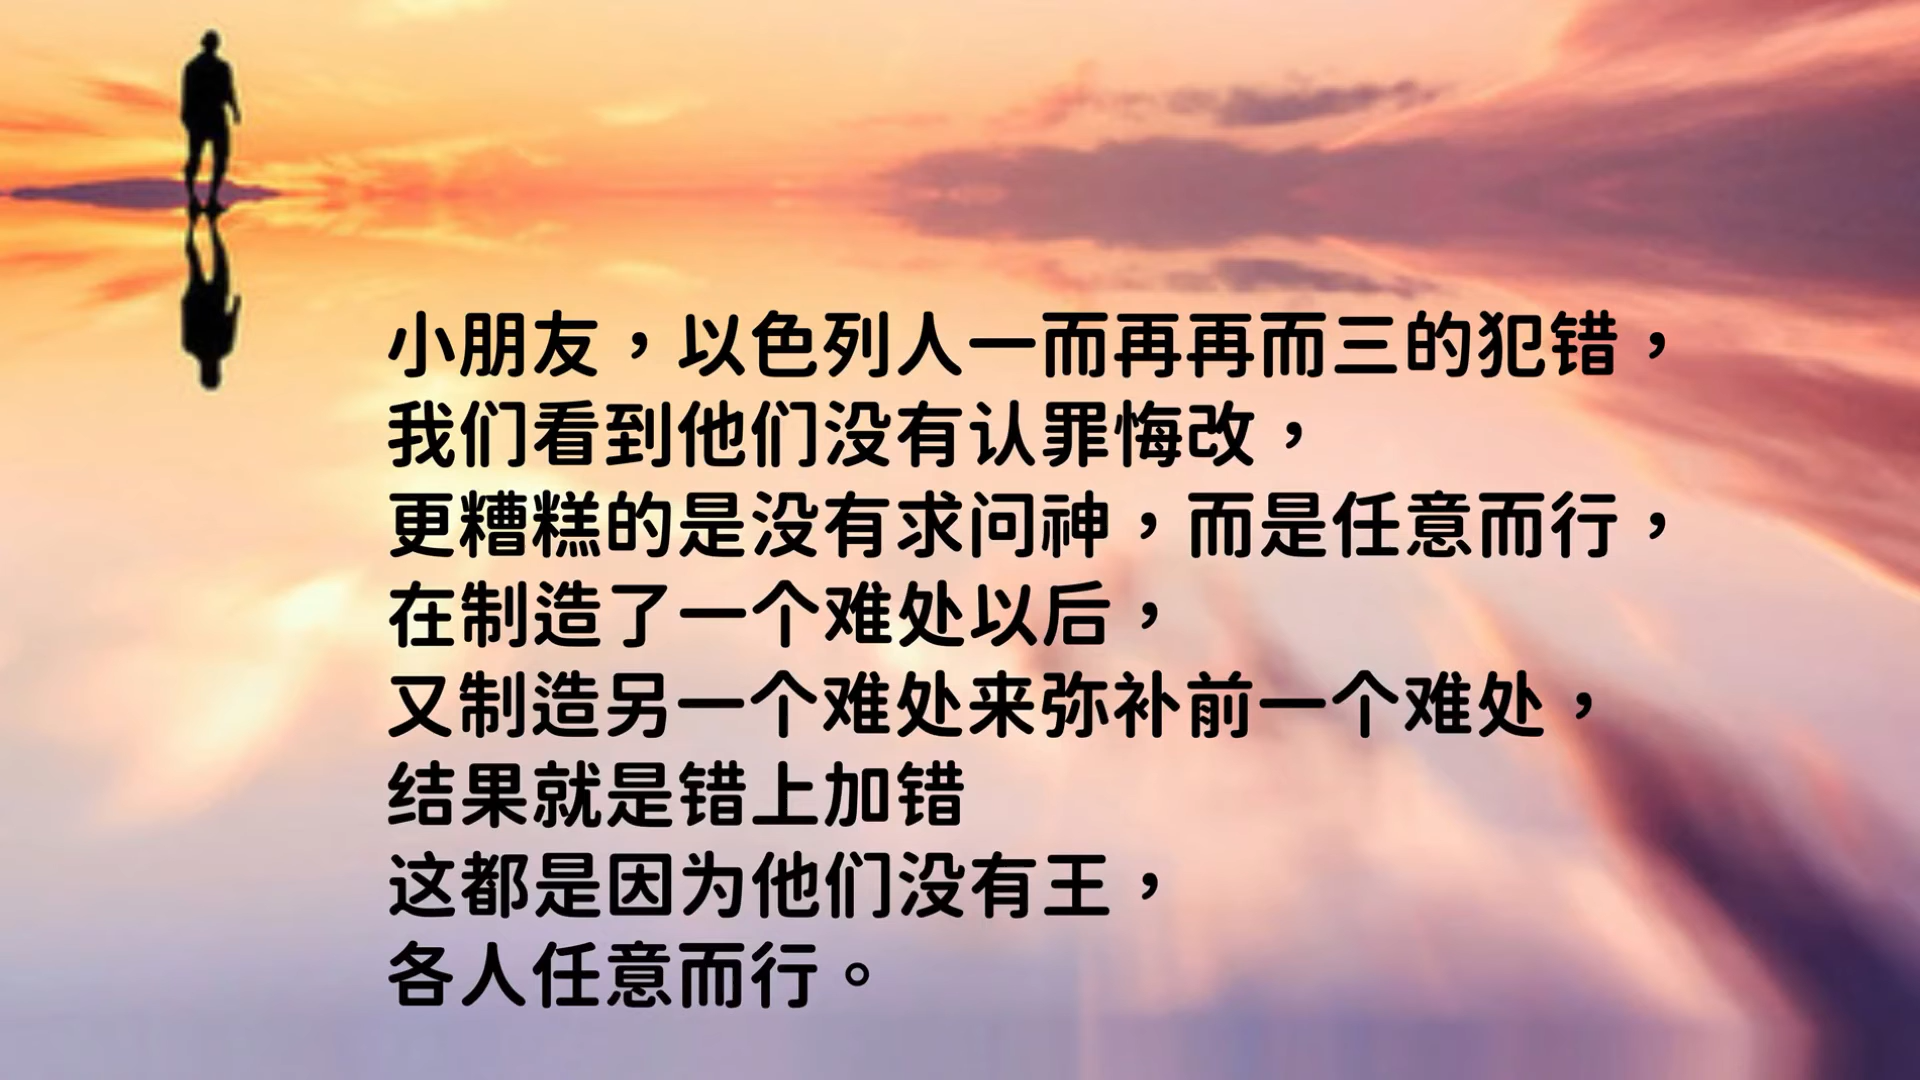 小朋友，以色列人一而再再而三的犯错，
我们看到他们没有认罪悔改，
更糟糕的是没有求问神，而是任意而行，
在制造了一个难处以后，
又制造另一个难处来弥补前一个难处，
结果就是错上加错
这都是因为他们没有王，
各人任意而行。